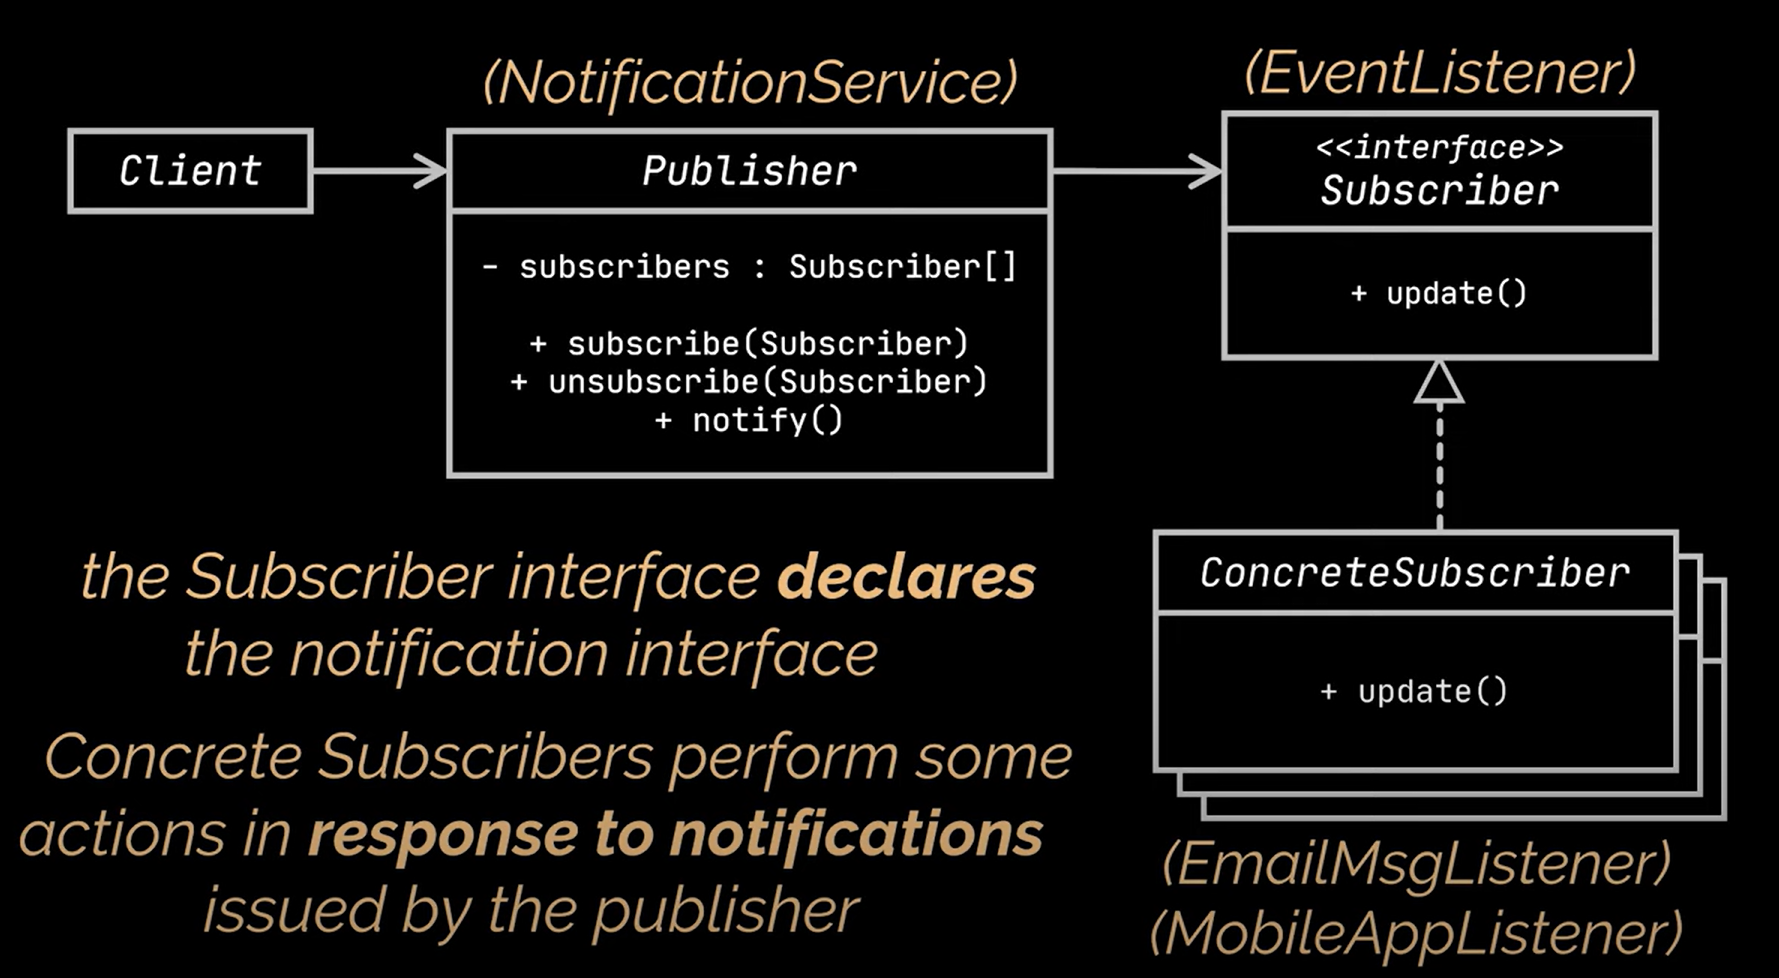 (NotificationService)
(EventListener)
Client
Publisher
<<interface>>
Subscriber
- subscribers : Subscriber[]
+ subscribe(Subscriber)
+ unsubscribe(Subscriber)
+ notify()
+ update()
the Subscriber interface declares
the notification interface
Concrete Subscribers perform some
actions in response to notifications
issued by the publisher
ConcreteSubscriber
+ update()
(EmailMsgListener)
(MobileAppListener)